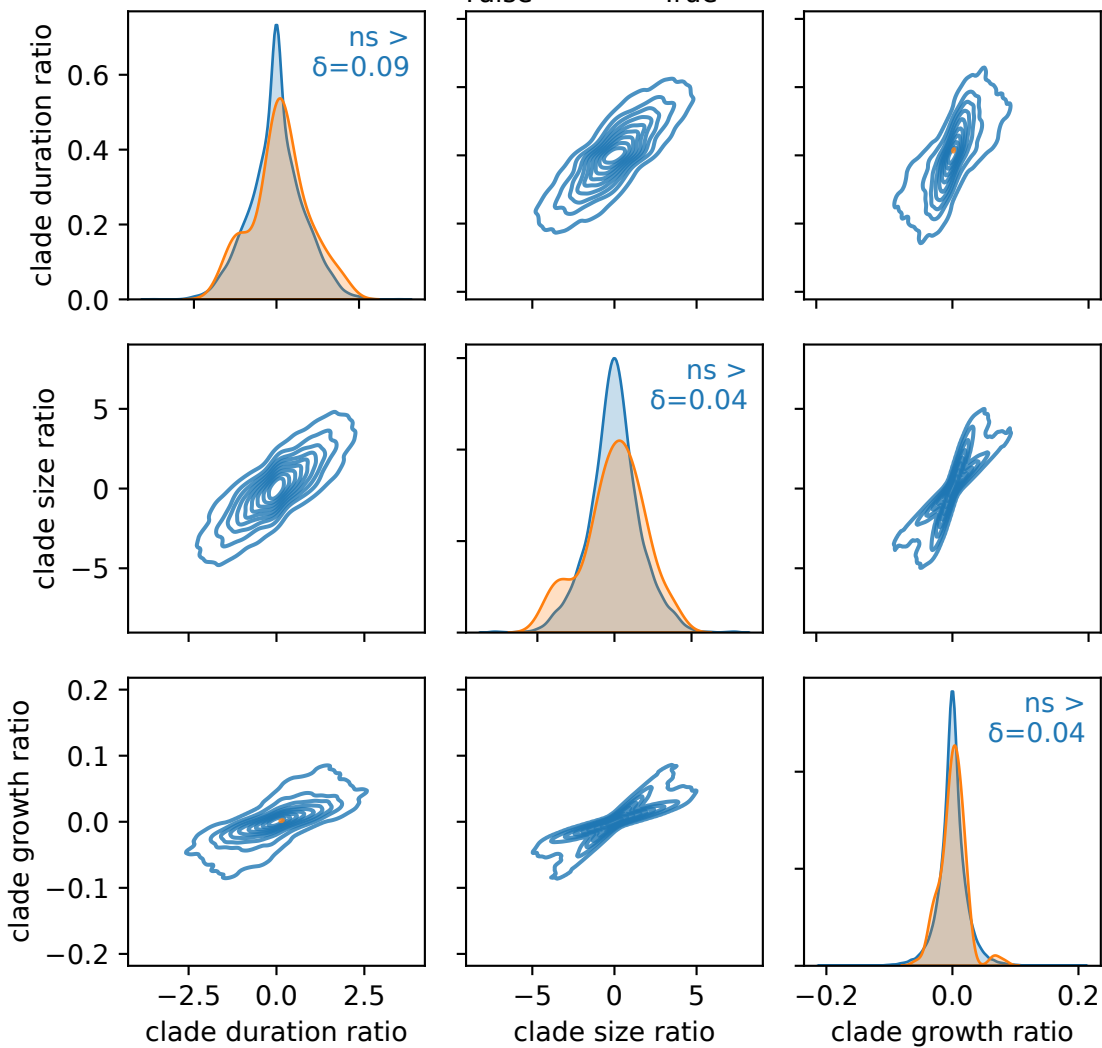 ns >
δ=0.09
clade duration ratio
0.6
0.4
0.2
0.0
ns >
δ=0.04
clade size ratio
5
0
−5
ns >
δ=0.04
clade growth ratio
0.2
0.1
0.0
−0.1
−0.2
−2.5 0.0 2.5
−5 0 5
−0.2 0.0 0.2
clade duration ratio
clade size ratio
clade growth ratio